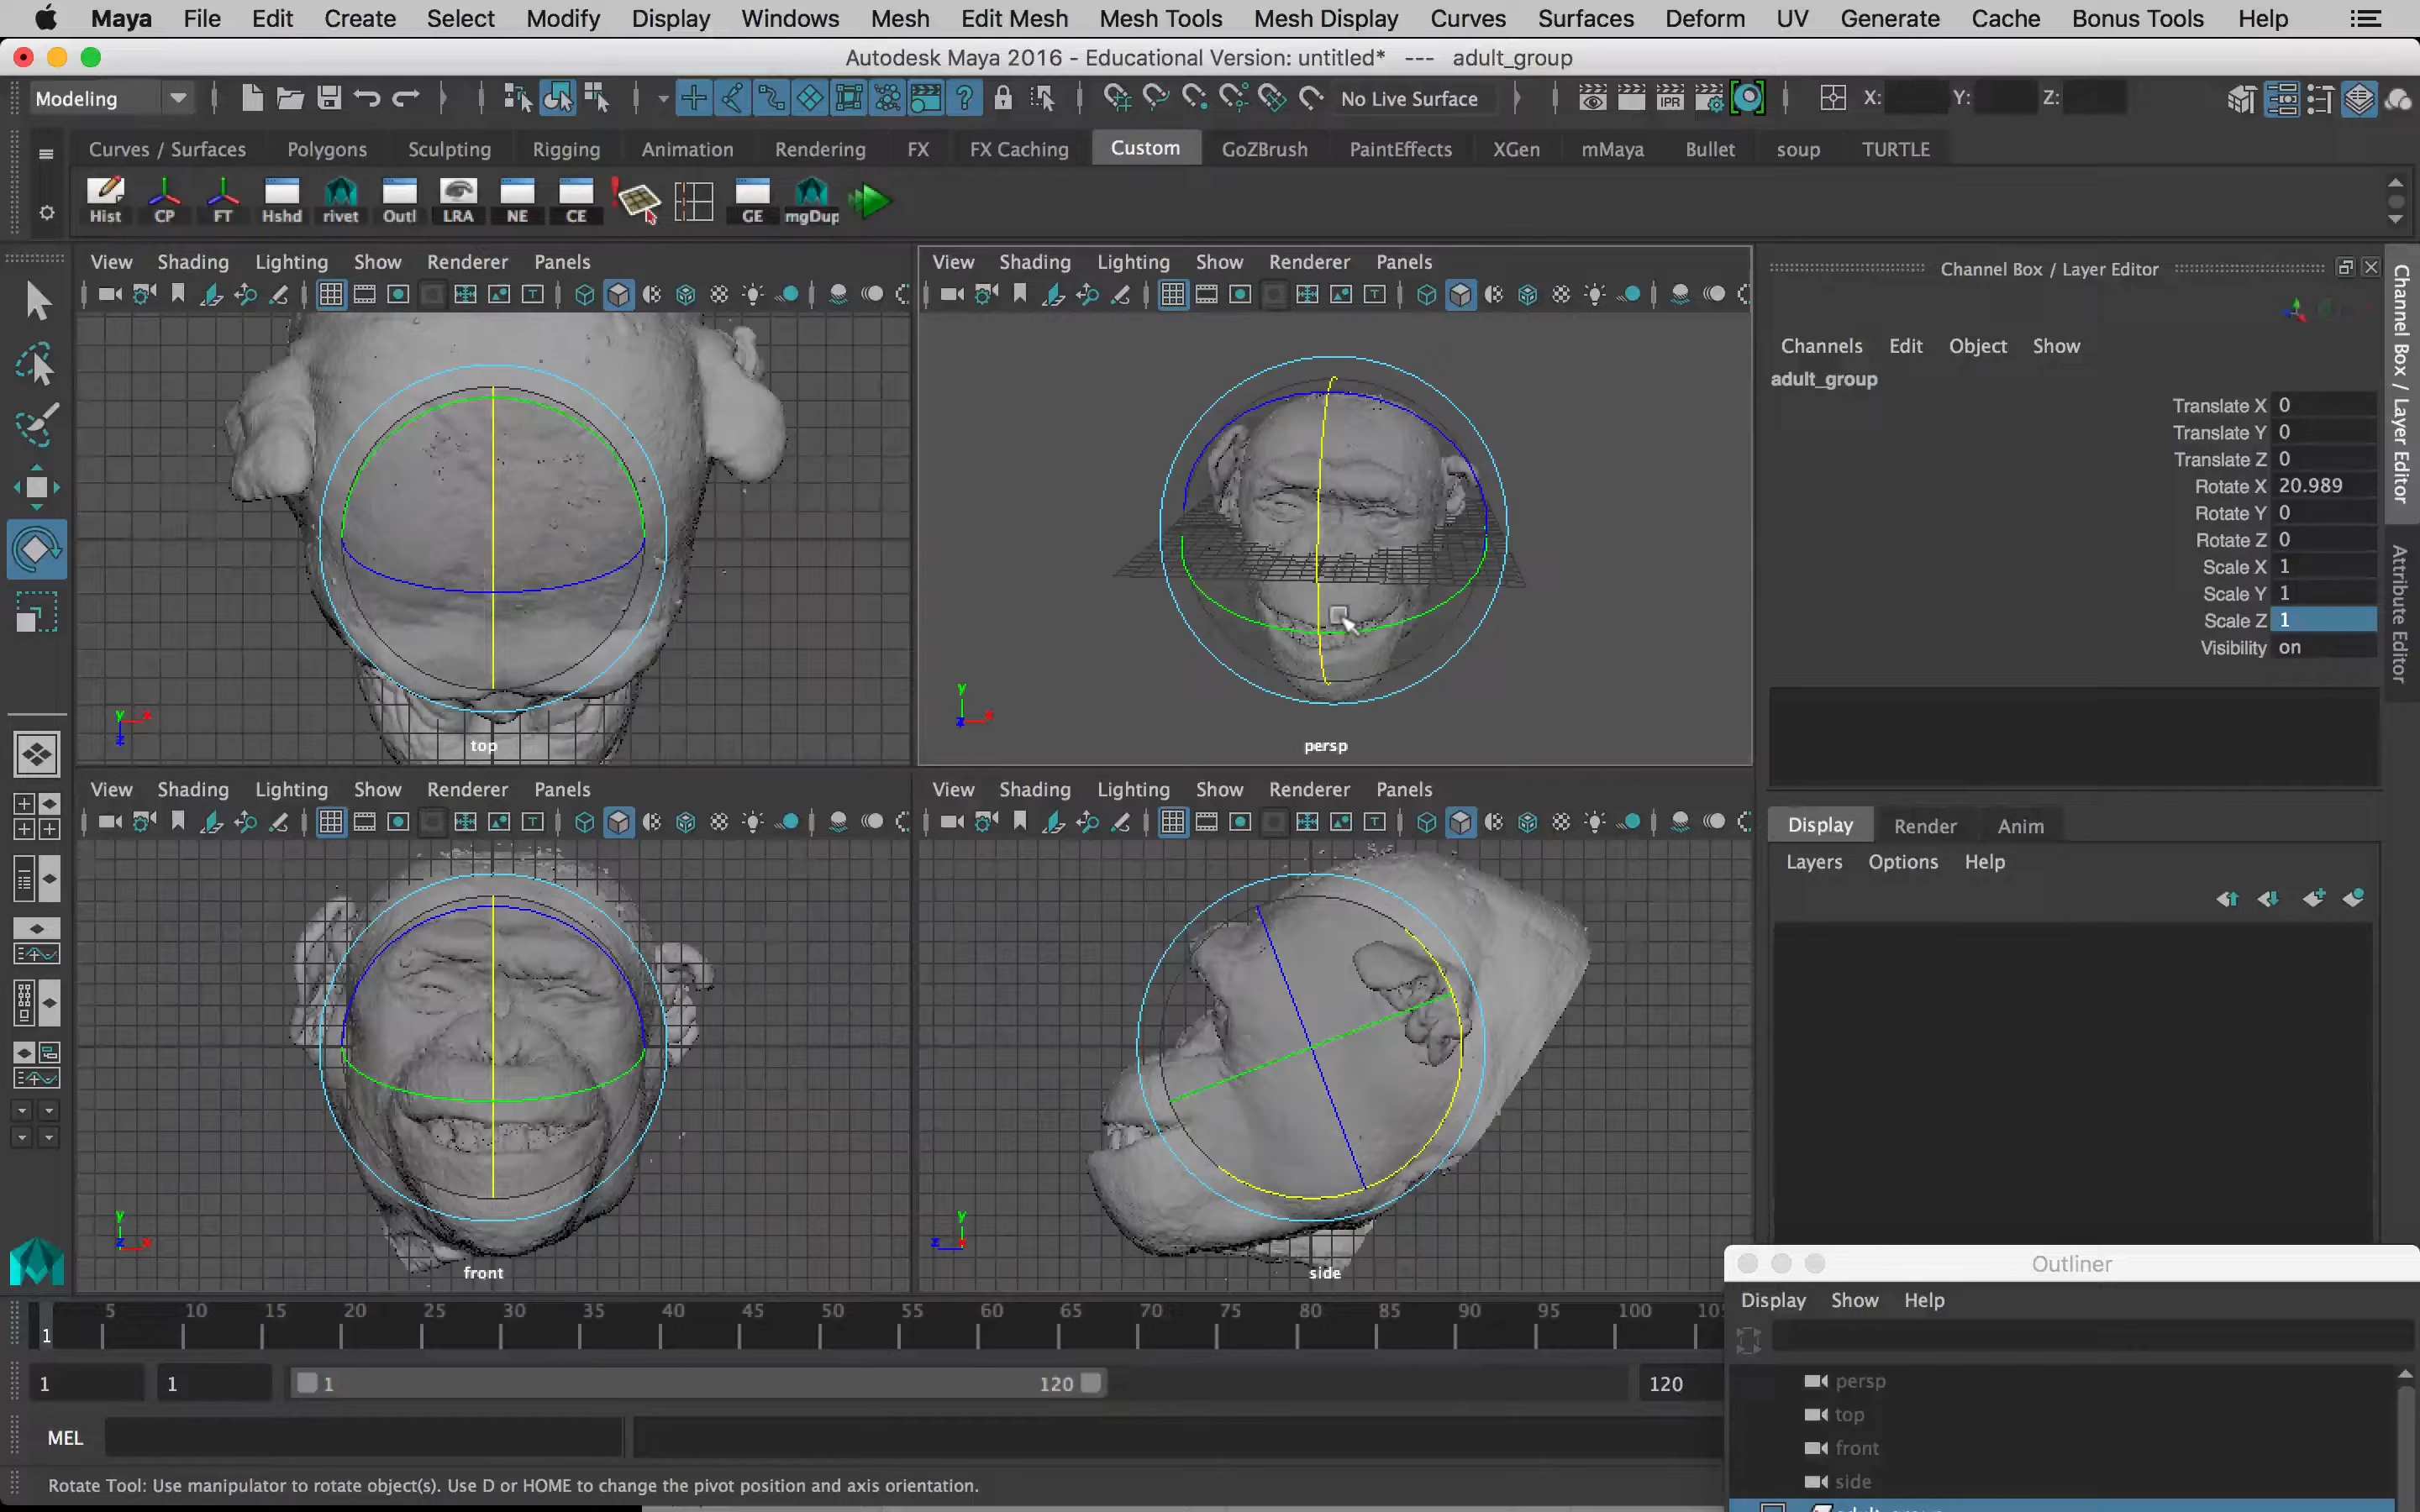 Maya File Edit Create Select Modify Display Windows Mesh Edit Mesh Mesh Tools Mesh Display Curves Surfaces Deform UV Generate Cache Bonus Tools Help
Autodesk Maya 2016 - Educational Version: untitled* --- adult_group
Modeling No Live Surface X: Y: Z:
IPR
Curves / Surfaces Polygons Sculpting Rigging Animation Rendering FX FX Caching Custom GoZBrush PaintEffects XGen mMaya Bullet soup TURTLE
Hist CP FT Hshd rivet Outl LRA NE CE GE mgDup
View Shading Lighting Show Renderer Panels
View Shading Lighting Show Renderer Panels
Channel Box / Layer Editor
Channels Edit Object Show
adult_group
Translate X 0
Translate Y 0
Translate Z 0
Rotate X 20.989
Rotate Y 0
Rotate Z 0
Scale X 1
Scale Y 1
Scale Z 1
Visibility on
Channel Box / Layer Editor
Attribute Editor
y x z
top
y x z
persp
View Shading Lighting Show Renderer Panels
View Shading Lighting Show Renderer Panels
Display Render Anim
Layers Options Help
y z x
front
y z x
side
5 10 15 20 25 30 35 40 45 50 55 60 65 70 75 80 85 90 95 100
1
1 1 1 120 120
MEL
Rotate Tool: Use manipulator to rotate object(s). Use D or HOME to change the pivot position and axis orientation.
Outliner
Display Show Help
persp
top
front
side